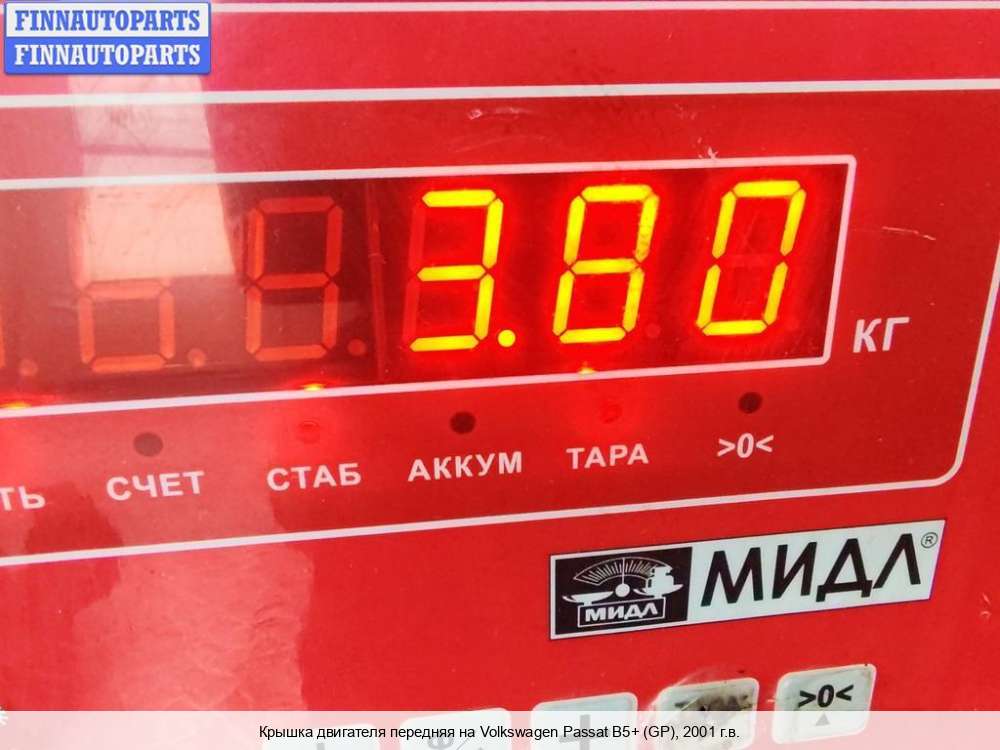 FINNAUTOPARTS
FINNAUTOPARTS
3.80
КГ
ТЬ СЧЕТ СТАБ АККУМ ТАРА >0<
МИДЛ МИДЛ®
>0<
Крышка двигателя передняя на Volkswagen Passat B5+ (GP), 2001 г.в.